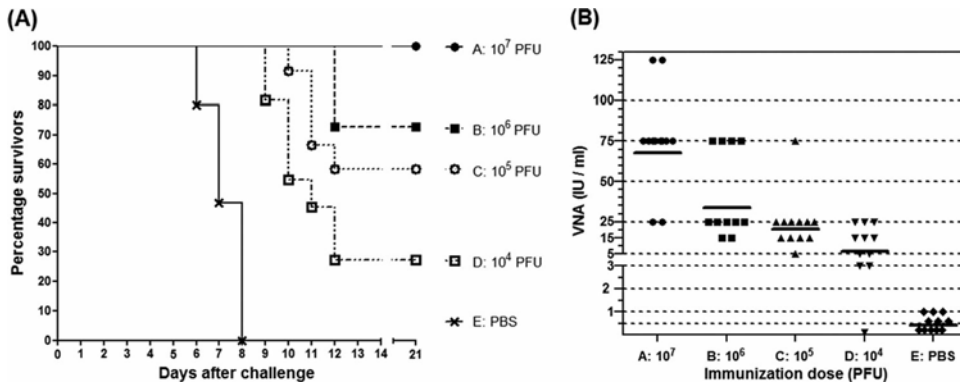 (A)
Percentage survivors
100
90
80
70
60
50
40
30
20
10
0
0 1 2 3 4 5 6 7 8 9 10 11 12 13 14 21
Days after challenge
A: 10⁷ PFU
B: 10⁶ PFU
C: 10⁵ PFU
D: 10⁴ PFU
E: PBS
(B)
VNA (IU / ml)
125
100
75
50
25
15
5
3
2
1
A: 10⁷ B: 10⁶ C: 10⁵ D: 10⁴ E: PBS
Immunization dose (PFU)